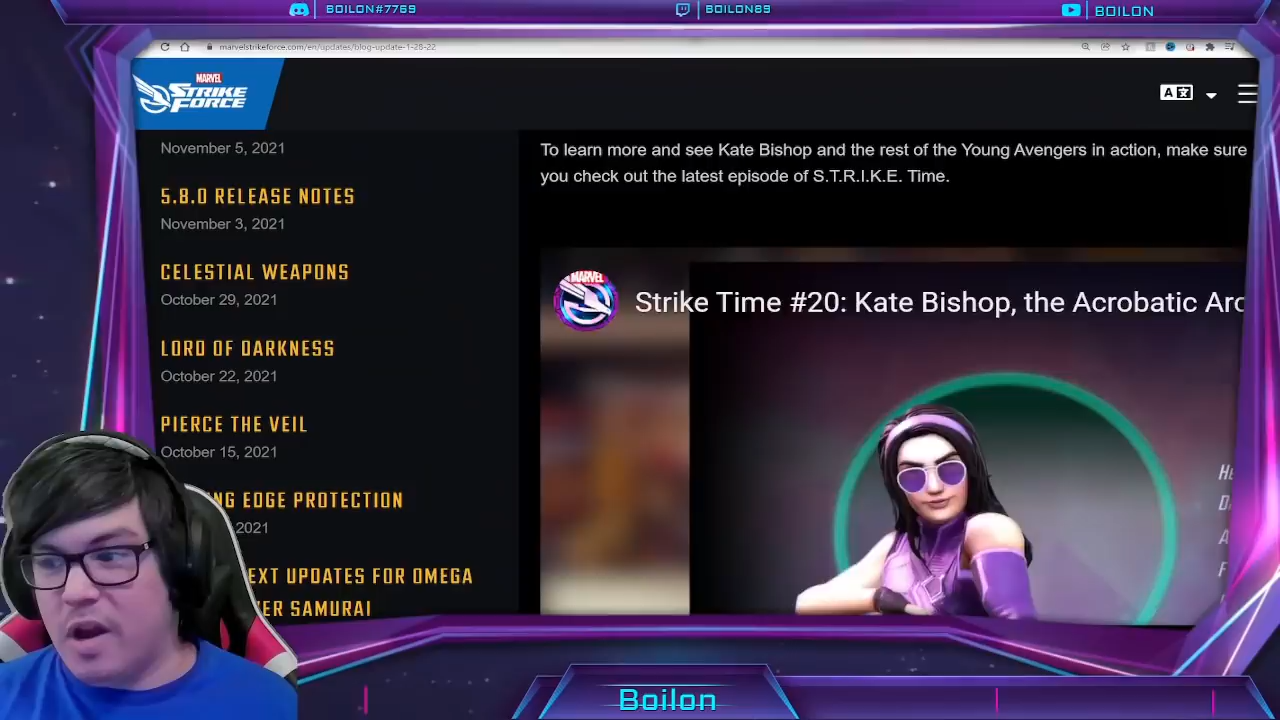 BOILON#7769
BOILON89
BOILON
marvelstrikeforce.com/en/updates/blog-update-1-28-22
MARVEL
STRIKE
FORCE
November 5, 2021
5.8.0 RELEASE NOTES
November 3, 2021
CELESTIAL WEAPONS
October 29, 2021
LORD OF DARKNESS
October 22, 2021
PIERCE THE VEIL
October 15, 2021
EDGE PROTECTION
2021
UPDATES FOR OMEGA
SAMURAI
To learn more and see Kate Bishop and the rest of the Young Avengers in action, make sure
you check out the latest episode of S.T.R.I.K.E. Time.
MARVEL
Strike Time #20: Kate Bishop, the Acrobatic Arc
Boilon